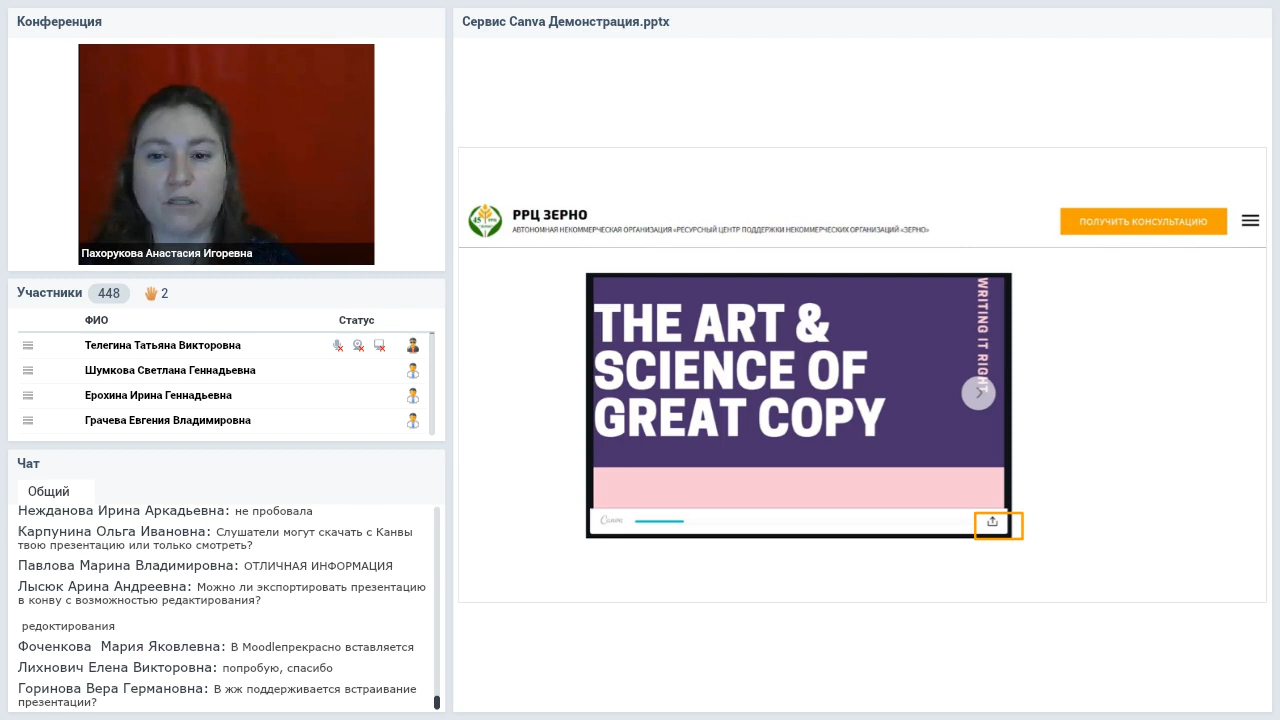 Конференция
Пахорукова Анастасия Игоревна
Участники 448 2
ФИО Статус
Телегина Татьяна Викторовна
Шумкова Светлана Геннадьевна
Ерохина Ирина Геннадьевна
Грачева Евгения Владимировна
Чат
Общий
Нежданова Ирина Аркадьевна: не пробовала
Карпунина Ольга Ивановна: Слушатели могут скачать с Канвы
твою презентацию или только смотреть?
Павлова Марина Владимировна: ОТЛИЧНАЯ ИНФОРМАЦИЯ
Лысюк Арина Андреевна: Можно ли экспортировать презентацию
в конву с возможностью редактирования?
редоктирования
Фоченкова Мария Яковлевна: В Moodleпрекрасно вставляется
Лихнович Елена Викторовна: попробую, спасибо
Горинова Вера Германовна: В жж поддерживается встраивание
презентации?
Сервис Canva Демонстрация.pptx
РРЦ ЗЕРНО
АВТОНОМНАЯ НЕКОММЕРЧЕСКАЯ ОРГАНИЗАЦИЯ «РЕСУРСНЫЙ ЦЕНТР ПОДДЕРЖКИ НЕКОММЕРЧЕСКИХ ОРГАНИЗАЦИЙ «ЗЕРНО»
ПОЛУЧИТЬ КОНСУЛЬТАЦИЮ
THE ART &
SCIENCE OF
GREAT COPY
WRITING IT RIGHT
Canva